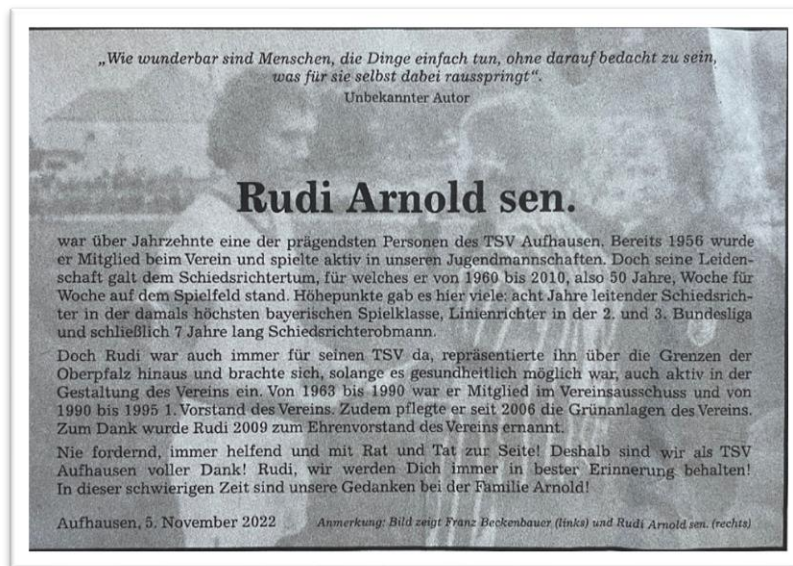 „Wie wunderbar sind Menschen, die Dinge einfach tun, ohne darauf bedacht zu sein,
was für sie selbst dabei rausspringt“.
Unbekannter Autor
Rudi Arnold sen.
war über Jahrzehnte eine der prägendsten Personen des TSV Aufhausen. Bereits 1956 wurde
er Mitglied beim Verein und spielte aktiv in unseren Jugendmannschaften. Doch seine Leiden-
schaft galt dem Schiedsrichtertum, für welches er von 1960 bis 2010, also 50 Jahre, Woche für
Woche auf dem Spielfeld stand. Höhepunkte gab es hier viele: acht Jahre leitender Schiedsrich-
ter in der damals höchsten bayerischen Spielklasse, Linienrichter in der 2. und 3. Bundesliga
und schließlich 7 Jahre lang Schiedsrichterobmann.
Doch Rudi war auch immer für seinen TSV da, repräsentierte ihn über die Grenzen der
Oberpfalz hinaus und brachte sich, solange es gesundheitlich möglich war, auch aktiv in der
Gestaltung des Vereins ein. Von 1963 bis 1990 war er Mitglied im Vereinsausschuss und von
1990 bis 1995 1. Vorstand des Vereins. Zudem pflegte er seit 2006 die Grünanlagen des Vereins.
Zum Dank wurde Rudi 2009 zum Ehrenvorstand des Vereins ernannt.
Nie fordernd, immer helfend und mit Rat und Tat zur Seite! Deshalb sind wir als TSV
Aufhausen voller Dank! Rudi, wir werden Dich immer in bester Erinnerung behalten!
In dieser schwierigen Zeit sind unsere Gedanken bei der Familie Arnold!
Aufhausen, 5. November 2022 Anmerkung: Bild zeigt Franz Beckenbauer (links) und Rudi Arnold sen. (rechts)